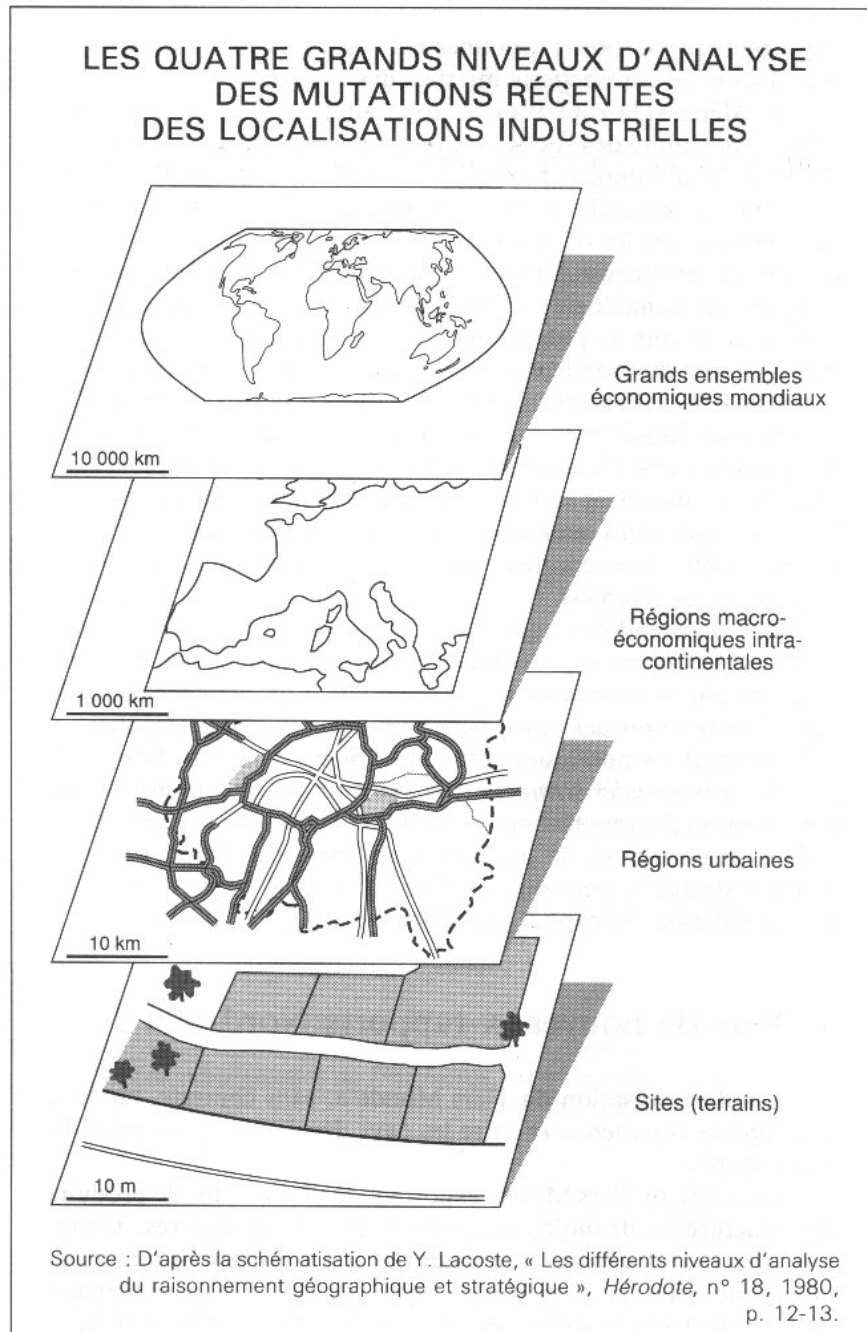 LES QUATRE GRANDS NIVEAUX D'ANALYSE
DES MUTATIONS RÉCENTES
DES LOCALISATIONS INDUSTRIELLES
Grands ensembles
économiques mondiaux
10 000 km
Régions macro-
économiques intra-
continentales
1 000 km
Régions urbaines
10 km
Sites (terrains)
10 m
Source : D'après la schématisation de Y. Lacoste, « Les différents niveaux d'analyse
du raisonnement géographique et stratégique », Hérodote, n° 18, 1980,
p. 12-13.